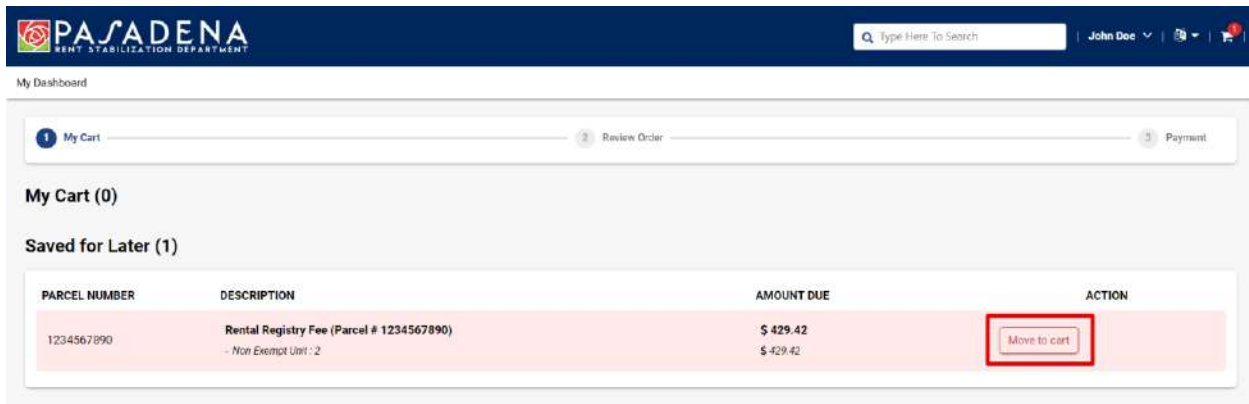 PASADENA
RENT STABILIZATION DEPARTMENT
Type Here To Search
John Doe
1
My Dashboard
1 My Cart
2 Review Order
3 Payment
My Cart (0)
Saved for Later (1)
PARCEL NUMBER DESCRIPTION AMOUNT DUE ACTION
1234567890 Rental Registry Fee (Parcel # 1234567890) $ 429.42 Move to cart
- Non Exempt Unit : 2 $ 429.42